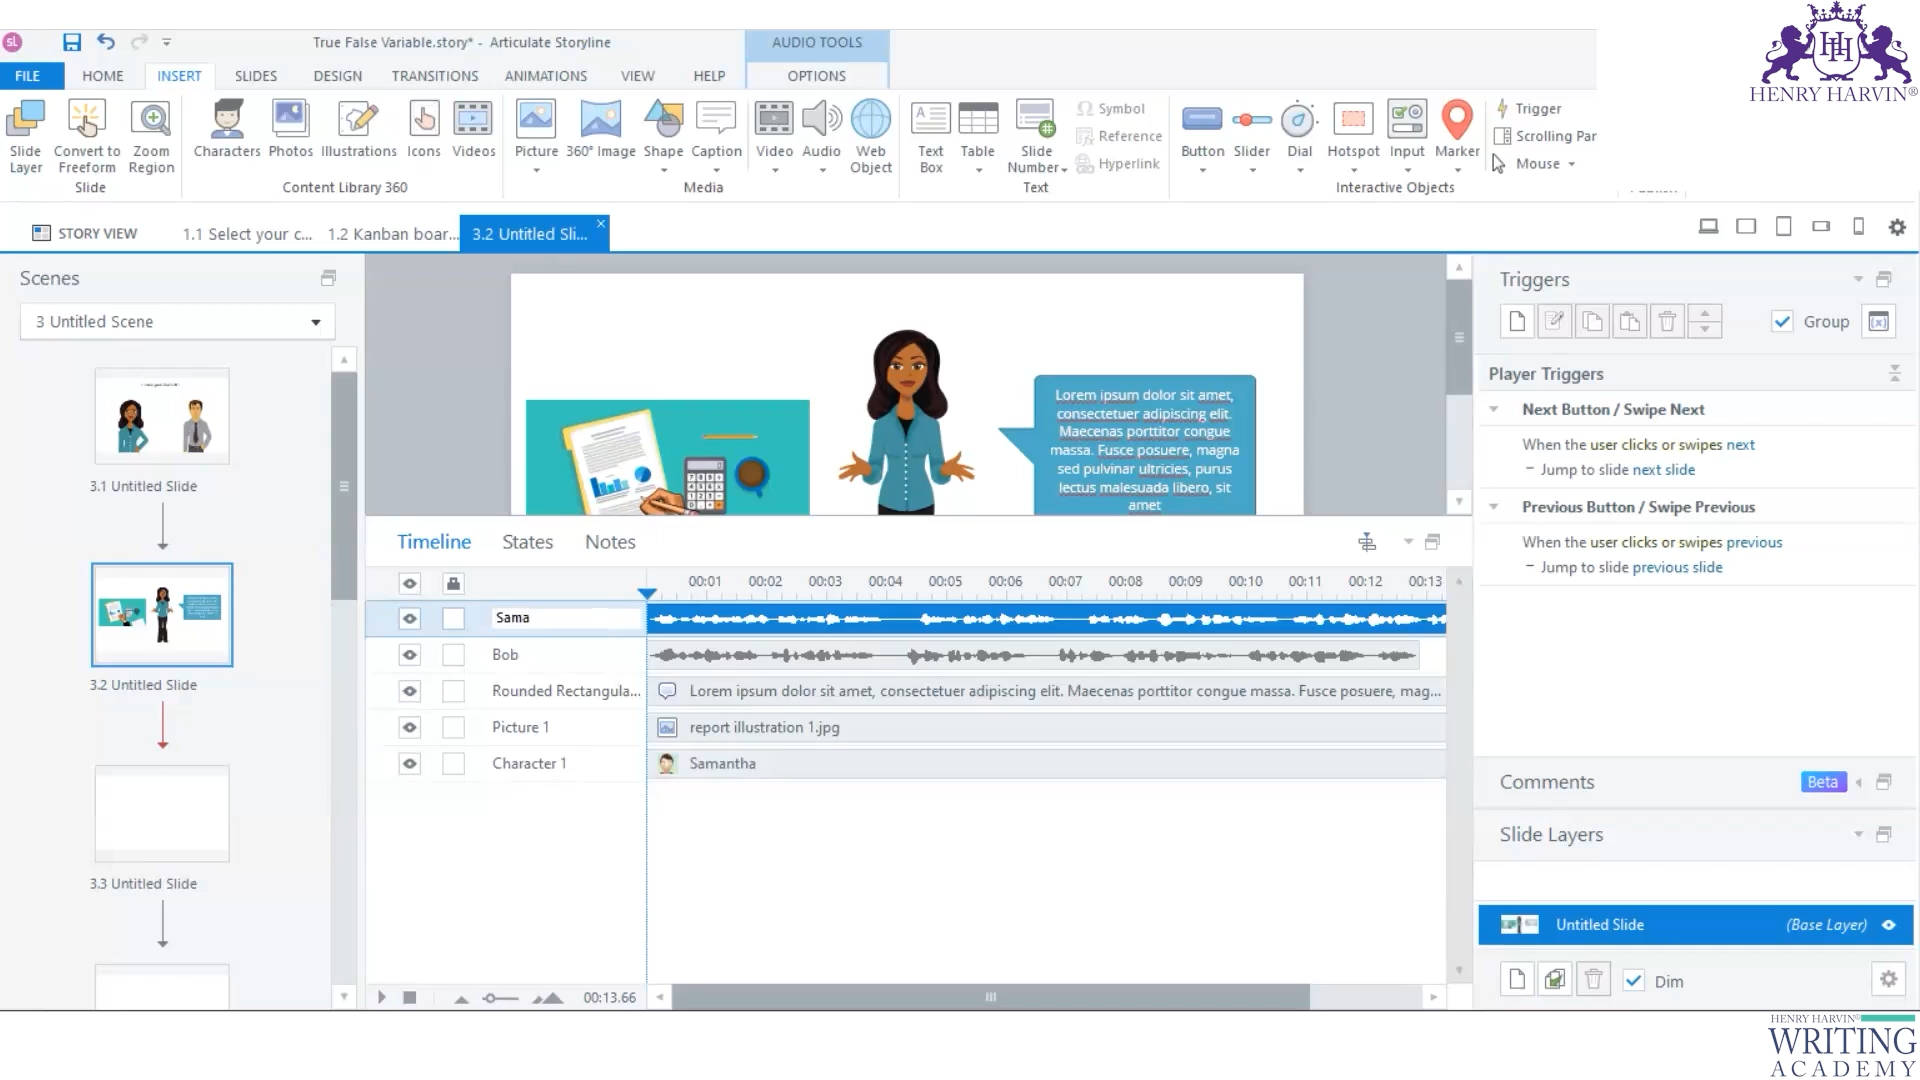 True False Variable.story* - Articulate Storyline
AUDIO TOOLS
HENRY HARVIN®
FILE HOME INSERT SLIDES DESIGN TRANSITIONS ANIMATIONS VIEW HELP OPTIONS
Slide Layer
Convert to Freeform
Zoom Region
Slide
Characters
Photos
Illustrations
Icons
Videos
Content Library 360
Picture
360° Image
Shape
Caption
Video
Audio
Web Object
Media
Text Box
Table
Slide Number
Symbol
Reference
Hyperlink
Text
Button
Slider
Dial
Hotspot
Input
Marker
Interactive Objects
Trigger
Scrolling Par
Mouse
STORY VIEW
1.1 Select your c...
1.2 Kanban boar...
3.2 Untitled Sli...
Scenes
3 Untitled Scene
3.1 Untitled Slide
3.2 Untitled Slide
3.3 Untitled Slide
Lorem ipsum dolor sit amet,
consectetuer adipiscing elit.
Maecenas porttitor congue
massa. Fusce posuere, magna
sed pulvinar ultricies, purus
lectus malesuada libero, sit
amet
Timeline States Notes
00:01 00:02 00:03 00:04 00:05 00:06 00:07 00:08 00:09 00:10 00:11 00:12 00:13
Sama
Bob
Rounded Rectangula... Lorem ipsum dolor sit amet, consectetuer adipiscing elit. Maecenas porttitor congue massa. Fusce posuere, mag...
Picture 1 report illustration 1.jpg
Character 1 Samantha
00:13.66
Triggers
Group
Player Triggers
Next Button / Swipe Next
When the user clicks or swipes next
- Jump to slide next slide
Previous Button / Swipe Previous
When the user clicks or swipes previous
- Jump to slide previous slide
Comments Beta
Slide Layers
Untitled Slide (Base Layer)
Dim
HENRY HARVIN®
WRITING
ACADEMY